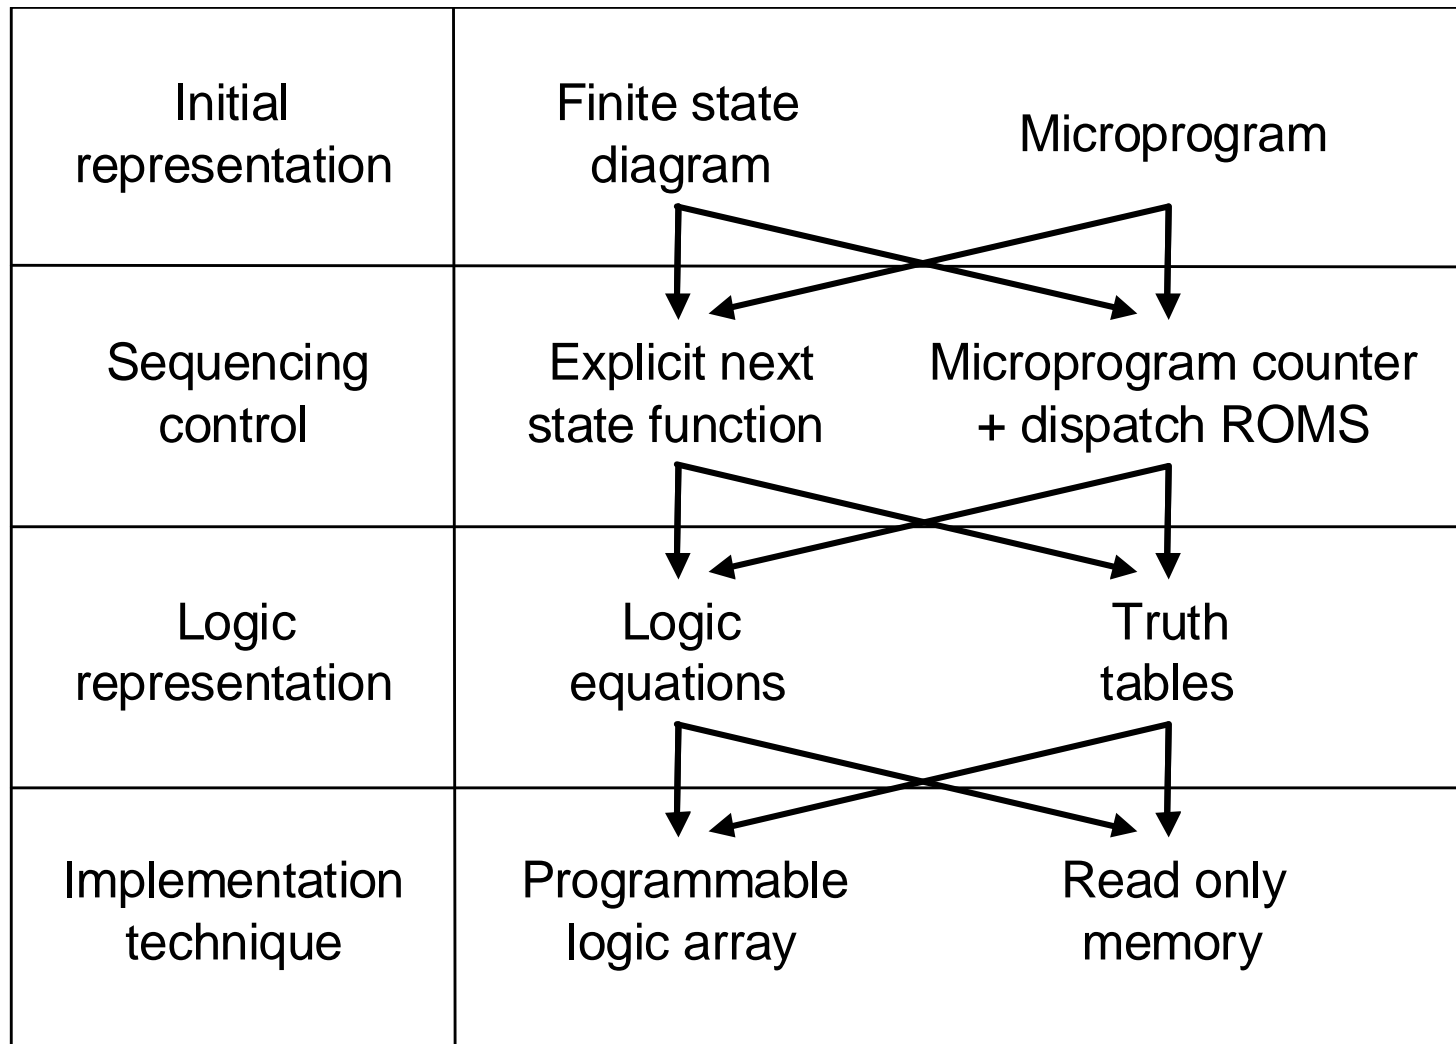 Initial
representation
Finite state
diagram
Microprogram
Sequencing
control
Explicit next
state function
Microprogram counter
+ dispatch ROMS
Logic
representation
Logic
equations
Truth
tables
Implementation
technique
Programmable
logic array
Read only
memory